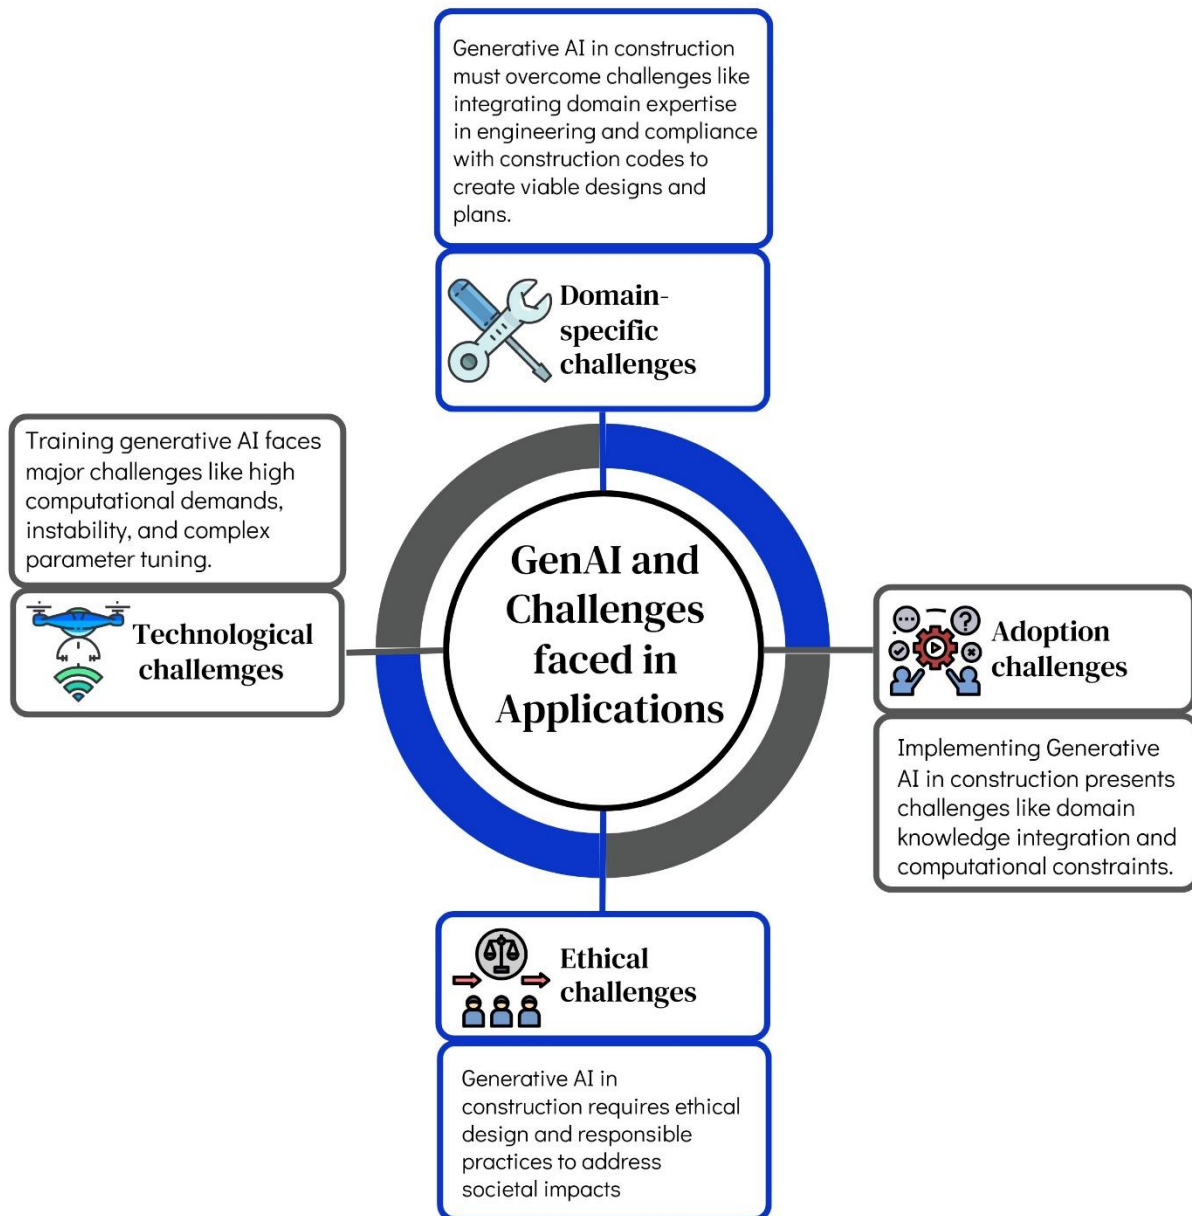 Generative AI in construction
must overcome challenges like
integrating domain expertise
in engineering and compliance
with construction codes to
create viable designs and
plans.
Domain-
specific
challenges
Training generative AI faces
major challenges like high
computational demands,
instability, and complex
parameter tuning.
Technological
challemges
GenAI and
Challenges
faced in
Applications
Adoption
challenges
Implementing Generative
AI in construction presents
challenges like domain
knowledge integration and
computational constraints.
Ethical
challenges
Generative AI in
construction requires ethical
design and responsible
practices to address
societal impacts